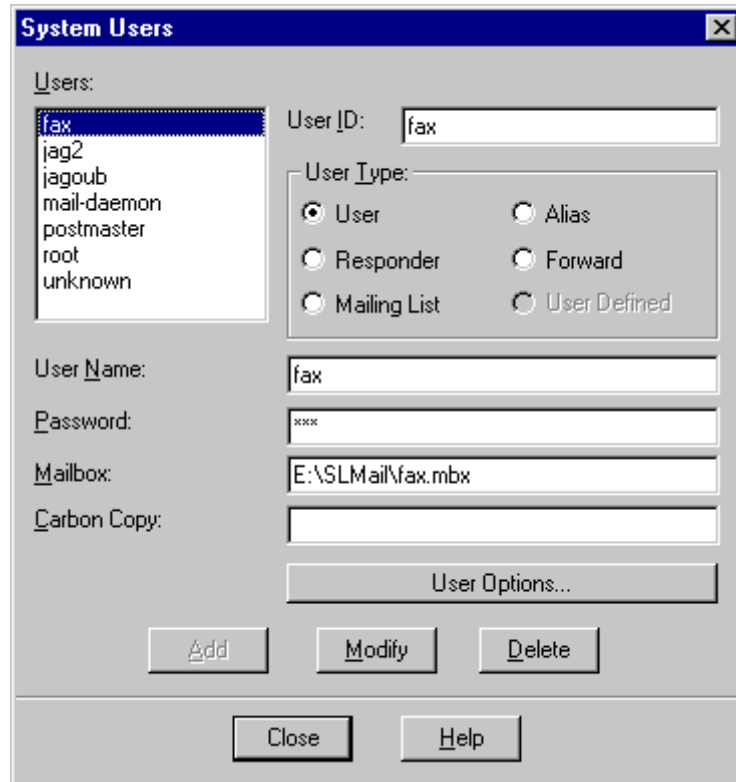 System Users
Users:
fax
jag2
jagoub
mail-daemon
postmaster
root
unknown
User ID: fax
User Type:
User Alias
Responder Forward
Mailing List User Defined
User Name: fax
Password: ***
Mailbox: E:\SLMail\fax.mbx
Carbon Copy:
User Options...
Add Modify Delete
Close Help